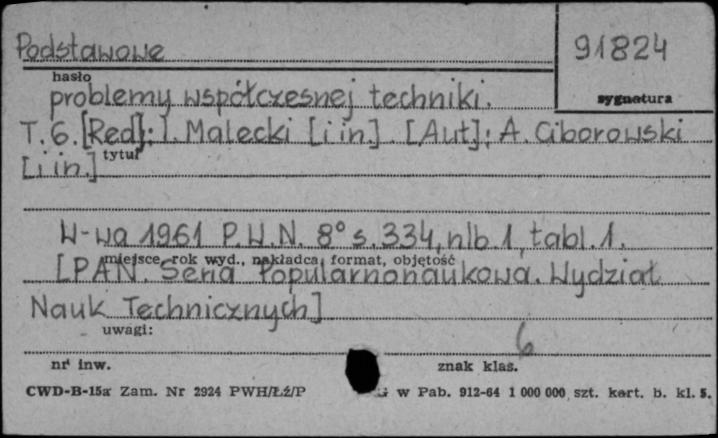 Podstawowe
91824
hasło
sygnatura
problemy współczesnej techniki.
T. 6. [Red]: I. Malecki [i in.] [Aut]: A. Ciborowski
tytuł
[i in.]
W-wa 1961 P.W.N. 8° s. 334, nlb. 1, tabl. 1.
miejsce, rok wyd., nakładca, format, objętość
[PAN. Seria Popularnonaukowa. Wydział
Nauk Technicznych]
uwagi:
6
nr inw.
znak klas.
CWD-B-15a Zam. Nr 2924 PWH/Łź/P
w Pab. 912-64 1 000 000 szt. kart. b. kl. 5.